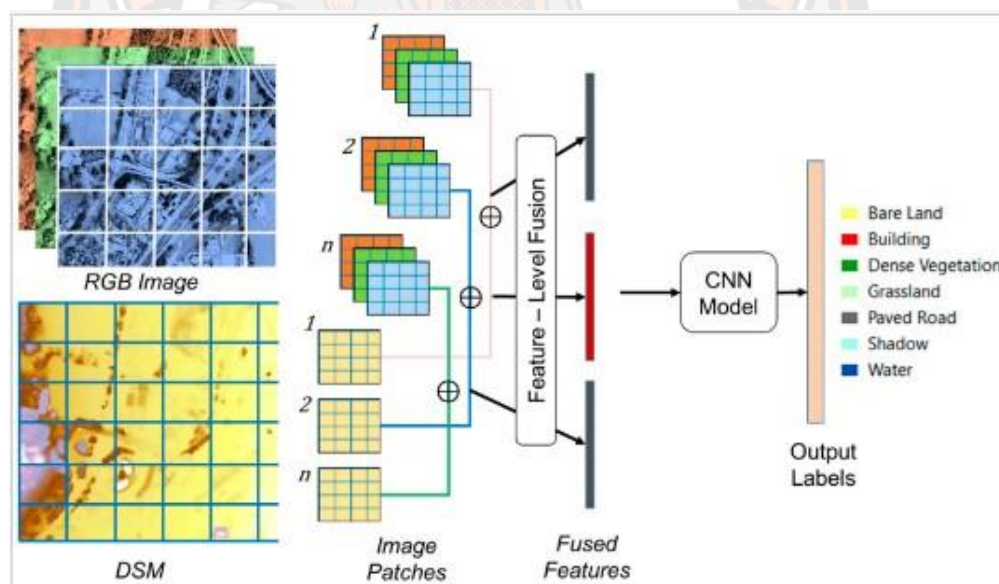 RGB Image
DSM
1
2
n
1
2
n
Image
Patches
Feature – Level Fusion
Fused
Features
CNN
Model
Output
Labels
Bare Land
Building
Dense Vegetation
Grassland
Paved Road
Shadow
Water